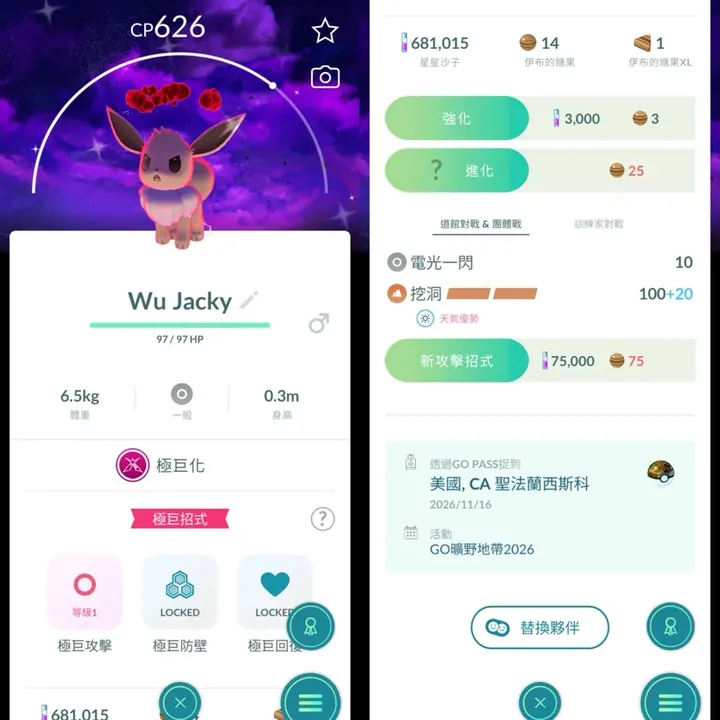 CP626
Wu Jacky
97 / 97 HP
6.5kg
體重
一般
0.3m
身高
極巨化
極巨招式
?
等級1
極巨攻擊
LOCKED
極巨防壁
LOCKED
極巨回復
681,015
681,015
星星沙子
14
伊布的糖果
1
伊布的糖果XL
強化
3,000
3
? 進化
25
道館對戰 & 團體戰
訓練家對戰
電光一閃
10
挖洞
100+20
天氣優勢
新攻擊招式
75,000
75
透過GO PASS捉到
美國, CA 聖法蘭西斯科
2026/11/16
活動
GO曠野地帶2026
替換夥伴